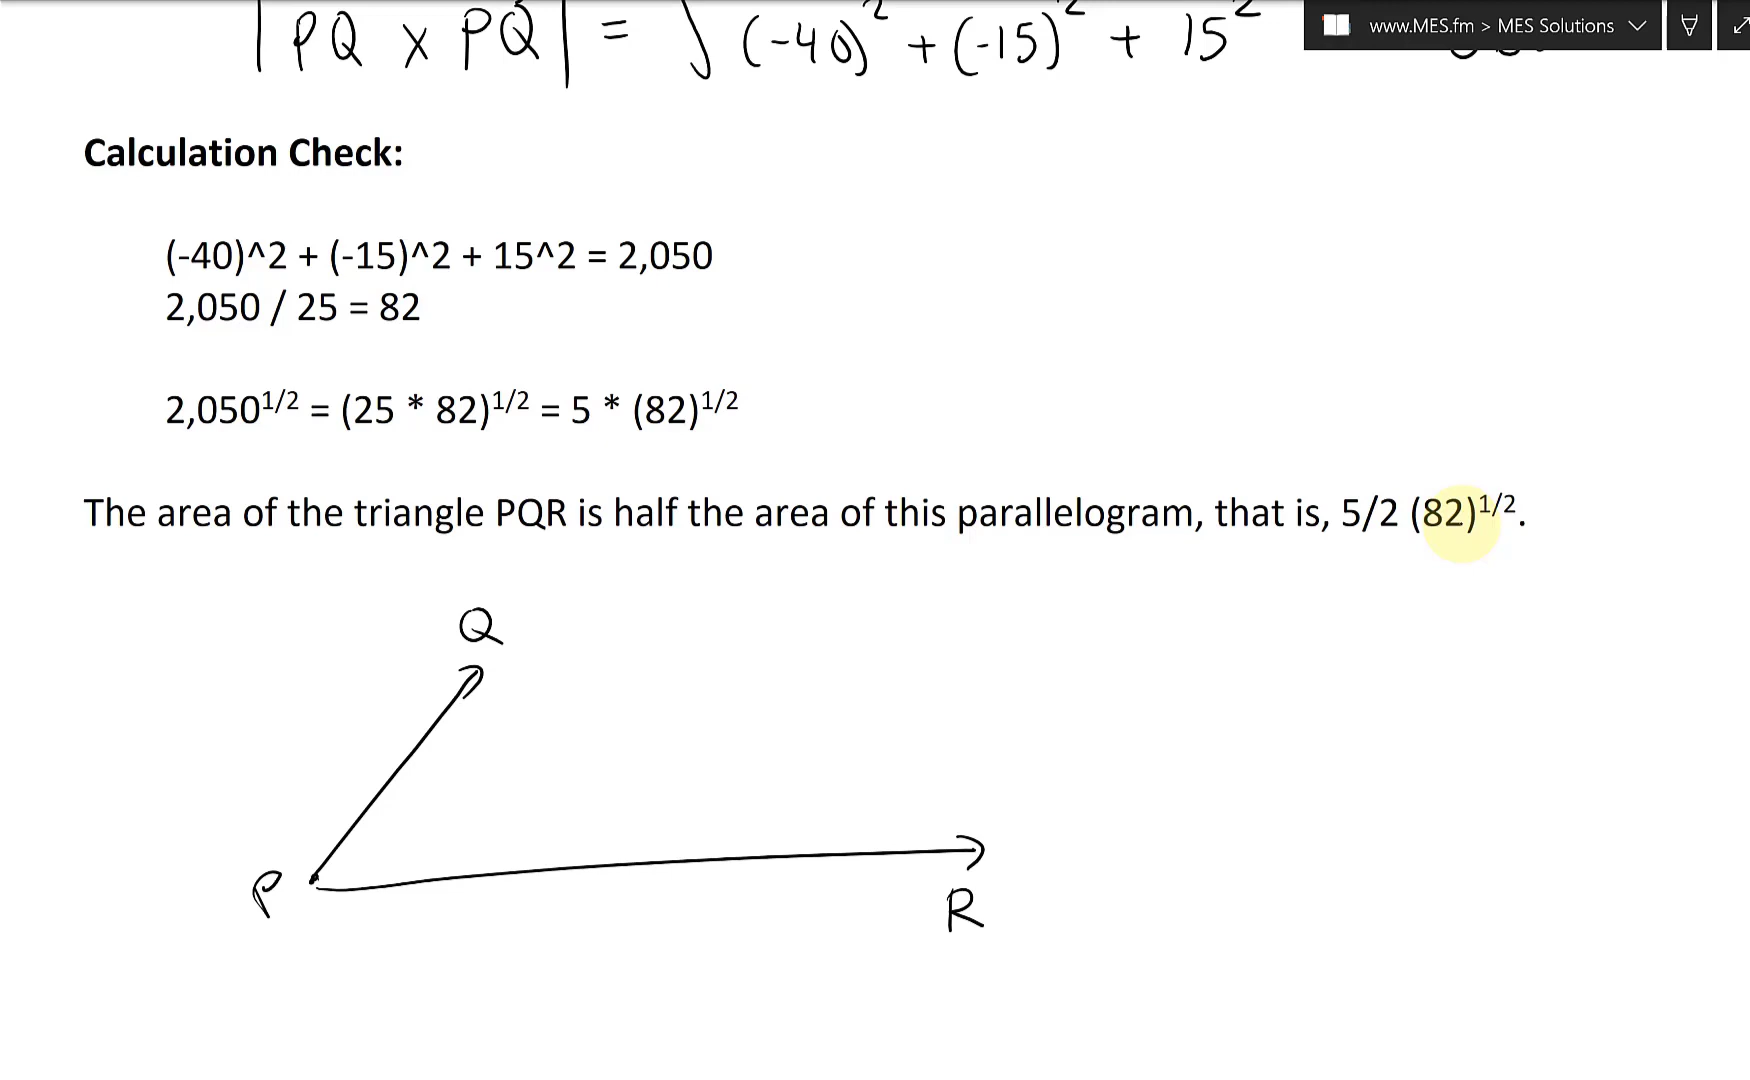 |PQ x PQ| = √(-40)² + (-15)² + 15²
www.MES.fm > MES Solutions
Calculation Check:
(-40)^2 + (-15)^2 + 15^2 = 2,050
2,050 / 25 = 82
2,050^1/2 = (25 * 82)^1/2 = 5 * (82)^1/2
The area of the triangle PQR is half the area of this parallelogram, that is, 5/2 (82)^1/2.
Q
P
R